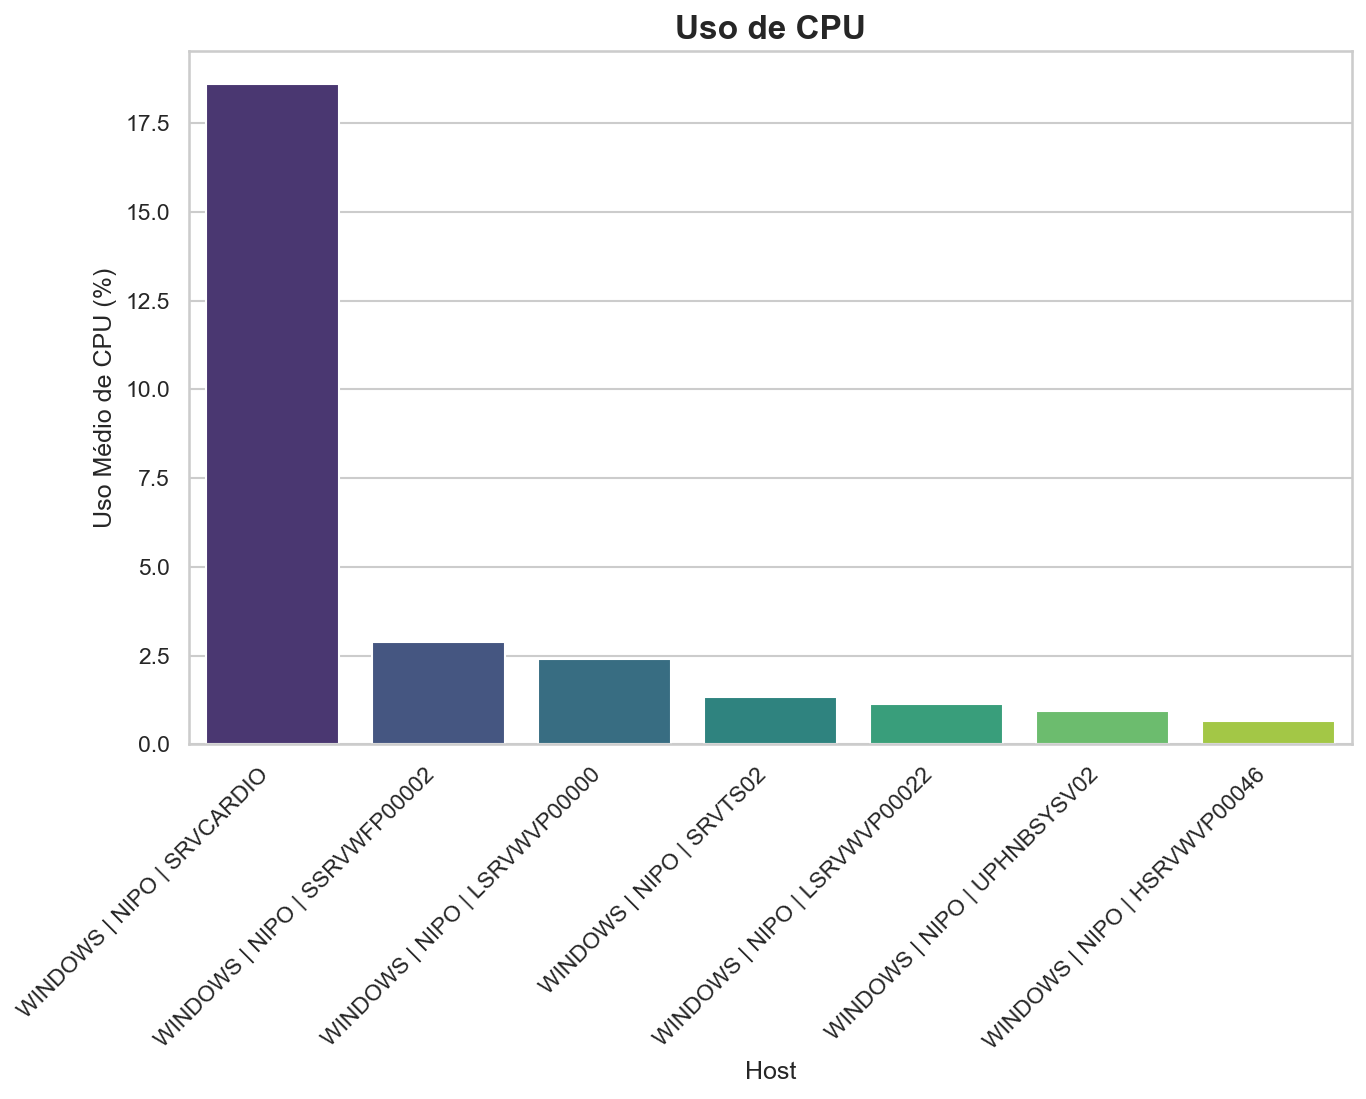 Uso de CPU
Uso Médio de CPU (%)
17.5
15.0
12.5
10.0
7.5
5.0
2.5
0.0
WINDOWS | NIPO | SRVCARDIO
WINDOWS | NIPO | SSRVWFP00002
WINDOWS | NIPO | LSRVWVP00000
WINDOWS | NIPO | SRVTS02
WINDOWS | NIPO | LSRVWVP00022
WINDOWS | NIPO | UPHNBSYSV02
WINDOWS | NIPO | HSRVWVP00046
Host